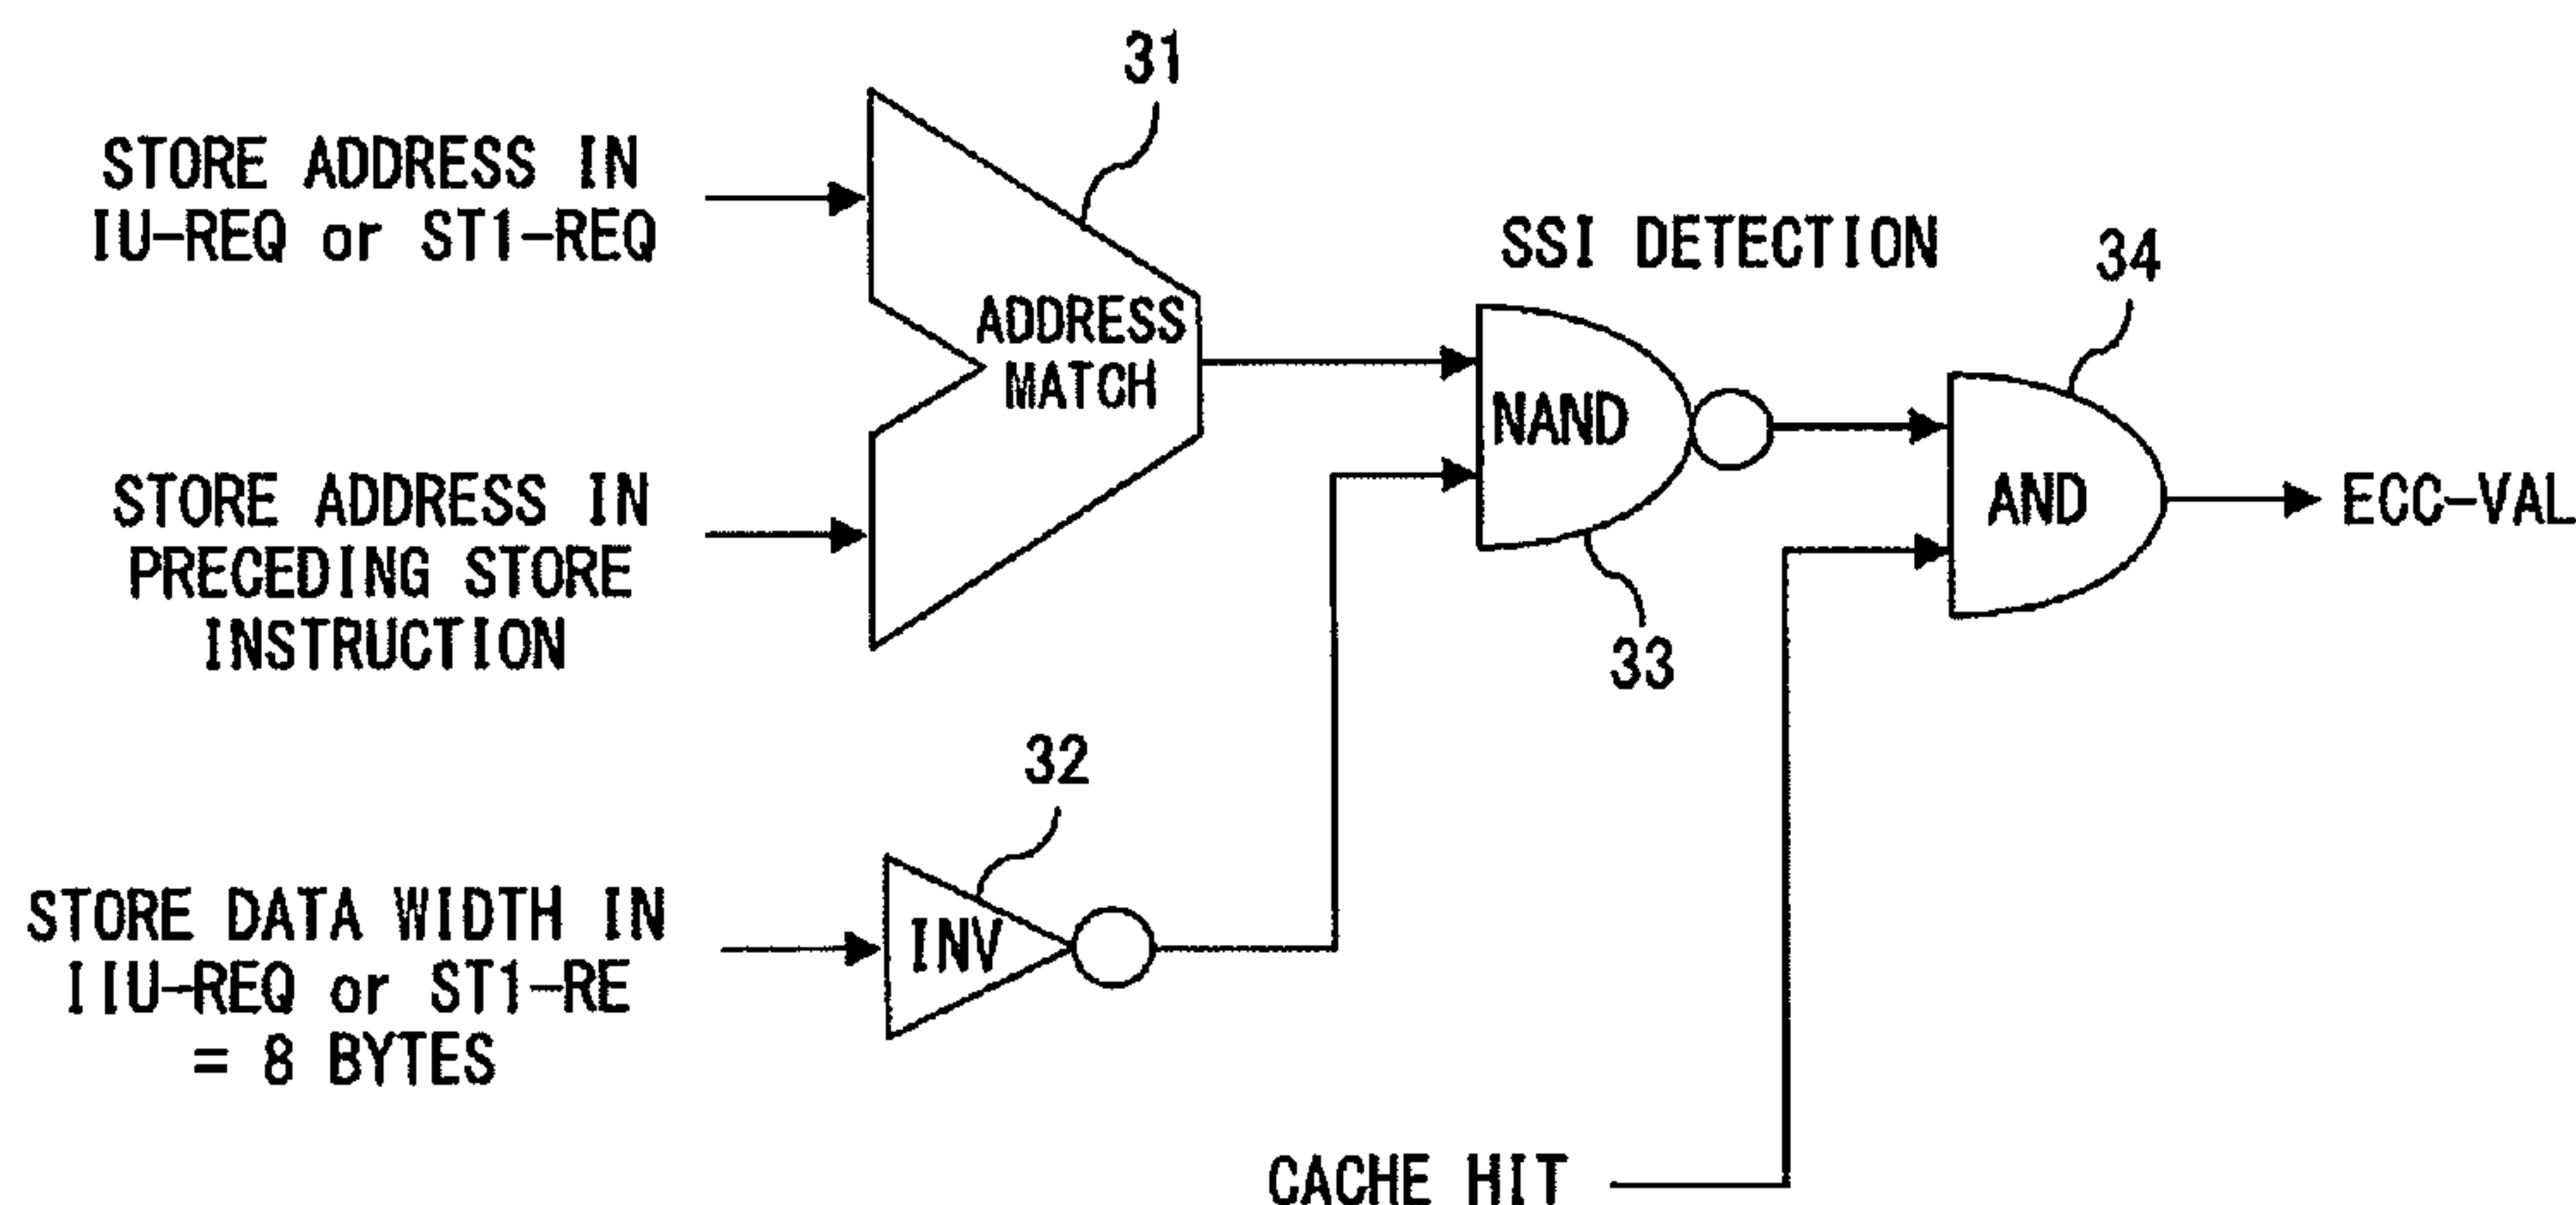 31
STORE ADDRESS IN
IU-REQ or ST1-REQ
ADDRESS
MATCH
SSI DETECTION
34
NAND
AND
ECC-VAL
STORE ADDRESS IN
PRECEDING STORE
INSTRUCTION
33
32
STORE DATA WIDTH IN
IIU-REQ or ST1-RE
= 8 BYTES
INV
CACHE HIT